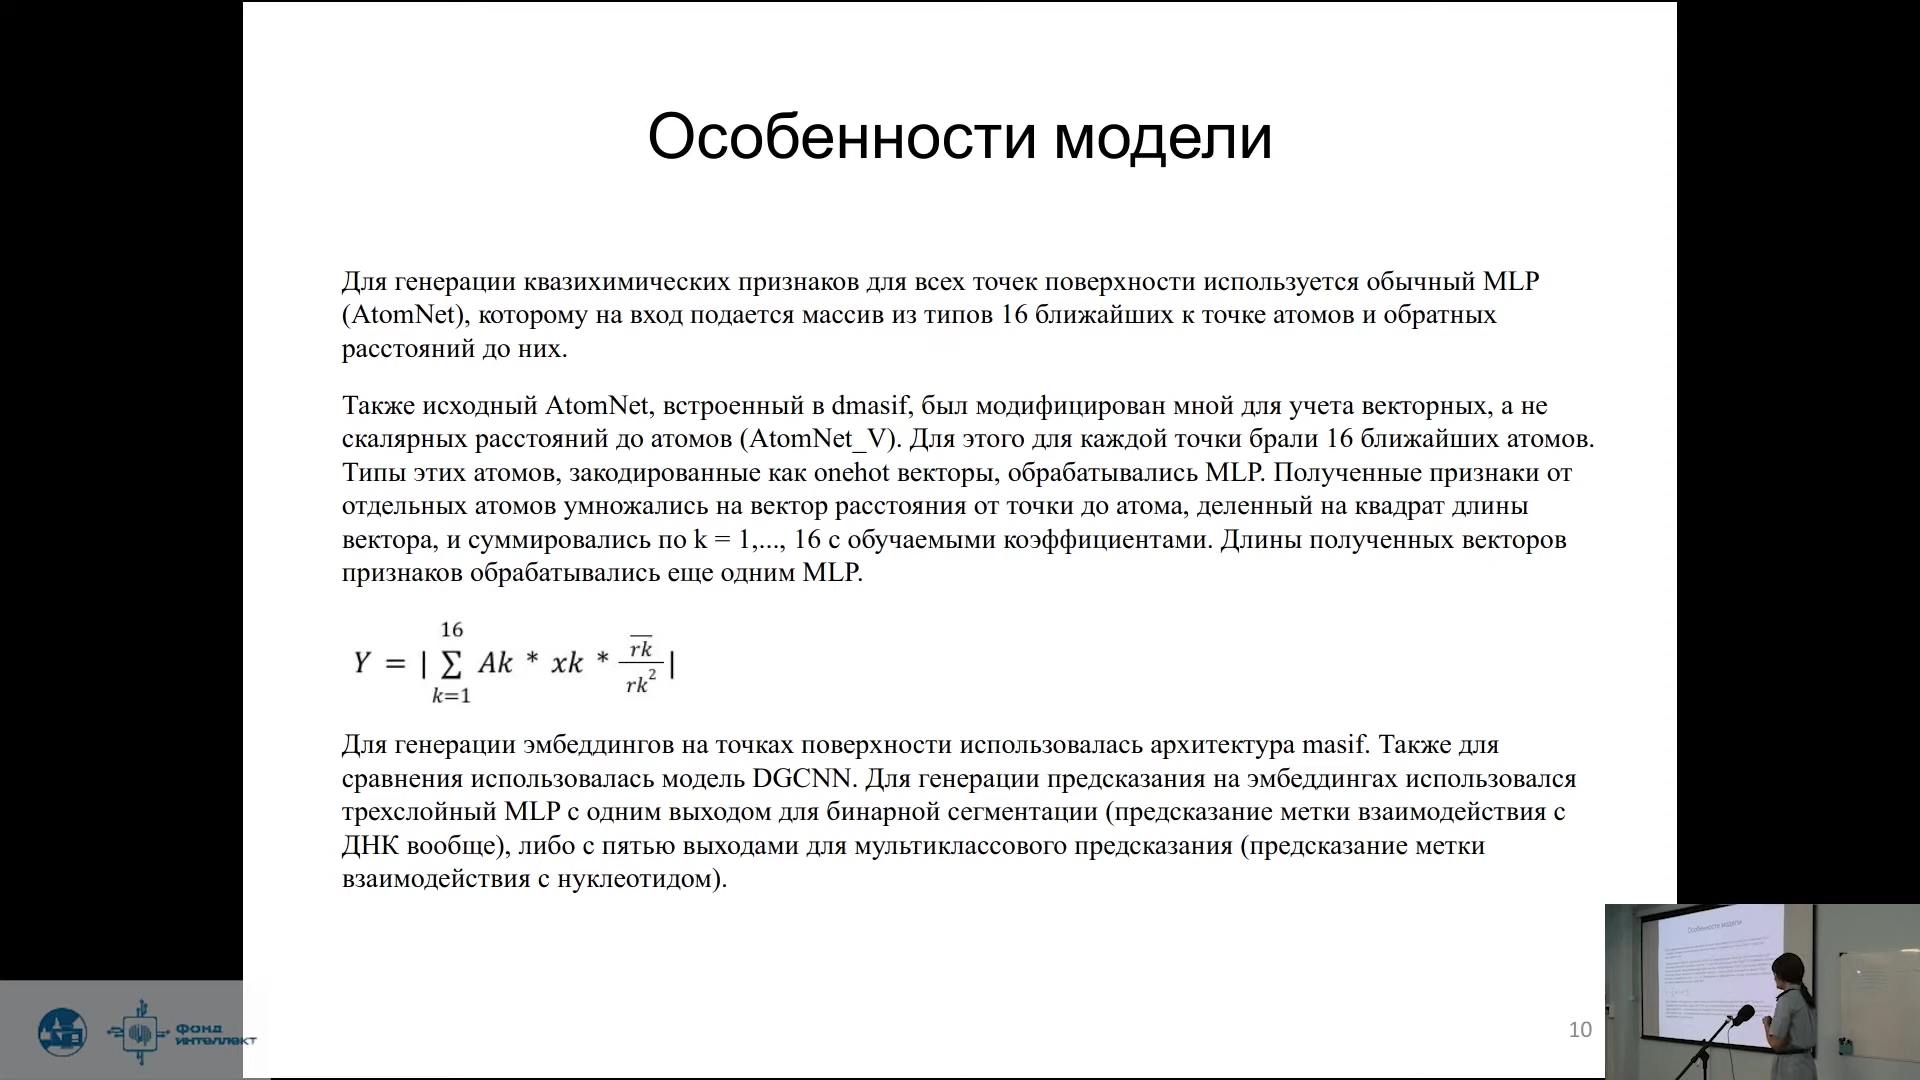 Особенности модели
Для генерации квазихимических признаков для всех точек поверхности используется обычный MLP
(AtomNet), которому на вход подается массив из типов 16 ближайших к точке атомов и обратных
расстояний до них.
Также исходный AtomNet, встроенный в dmasif, был модифицирован мной для учета векторных, а не
скалярных расстояний до атомов (AtomNet_V). Для этого для каждой точки брали 16 ближайших атомов.
Типы этих атомов, закодированные как onehot векторы, обрабатывались MLP. Полученные признаки от
отдельных атомов умножались на вектор расстояния от точки до атома, деленный на квадрат длины
вектора, и суммировались по k = 1,..., 16 с обучаемыми коэффициентами. Длины полученных векторов
признаков обрабатывались еще одним MLP.
16
Y = | ∑ Ak * xk * rk / rk² |
k=1
Для генерации эмбеддингов на точках поверхности использовалась архитектура masif. Также для
сравнения использовалась модель DGCNN. Для генерации предсказания на эмбеддингах использовался
трехслойный MLP с одним выходом для бинарной сегментации (предсказание метки взаимодействия с
ДНК вообще), либо с пятью выходами для мультиклассового предсказания (предсказание метки
взаимодействия с нуклеотидом).
10
Фонд
интеллект
Особенности модели